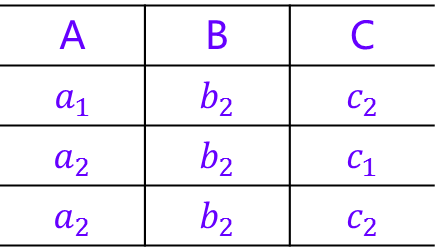 A B C
a₁ b₂ c₂
a₂ b₂ c₁
a₂ b₂ c₂